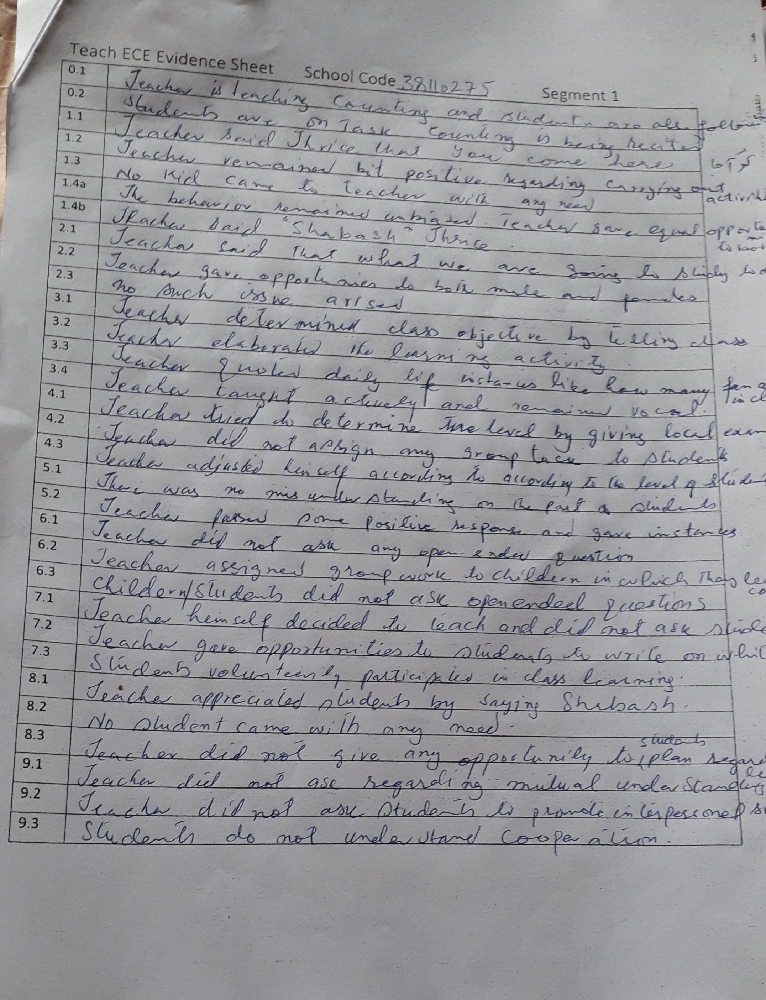 Teach ECE Evidence Sheet School Code 38110275 Segment 1
0.1 Teacher is teaching Counting and students are also follow
0.2 Students are on Task counting is being recited
1.1 Teacher said Thrice that you come here
1.2 Teacher remained bit positive regarding carrying out activit
1.3 No kid came to teacher with any need
1.4a The behavior remained unbiased. Teacher gave equal opporte
1.4b Teacher said "Shabash" Thrice
2.1 Teacher said that what we are going to study to d
2.2 Teacher gave opportunies to both male and females
2.3 no such issue arised
3.1 Teacher determined class objective by telling class
3.2 Teacher elaborated the learning activity
3.3 Teacher quoted daily life instances like how many fan a in cl
3.4 Teacher taught actively and remained vocal.
4.1 Teacher tried to determine the level by giving local exam
4.2 Teacher did not assign any group task to students
4.3 Teacher adjusted himself according to according to the level of stude
5.1 There was no misunderstanding on the part of students
5.2 Teacher passed some positive response and gave instances
6.1 Teacher did not ask any open ended question
6.2 Teacher assigned group work to childern in which they le
6.3 Childern/Students did not ask openended questions
7.1 Teacher heimself decided to teach and did not ask stude
7.2 Teacher gave opportunities to students to write on whit
7.3 Students volunteerily participated in class learning.
8.1 Teacher appreciated students by saying Shabash.
8.2 No student came with any need.
8.3 Teacher did not give any opportunity to students plan regar
9.1 Teacher did not ask regarding mutual understanding
9.2 Teacher did not ask students to promote interpersonal s
9.3 Students do not understand cooperation.